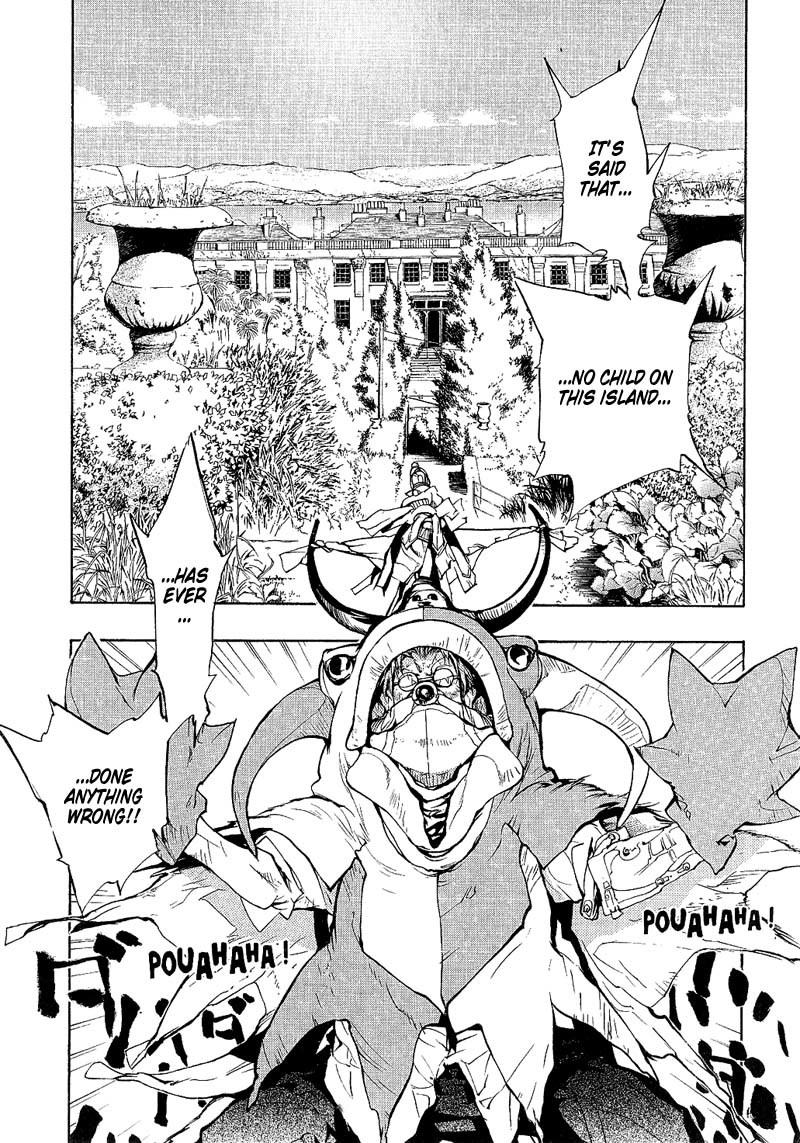 IT'S
SAID
THAT...
...NO CHILD ON
THIS ISLAND...
...HAS
EVER
...
...DONE
ANYTHING
WRONG!!
POUAHAHA!
POUAHAHA!